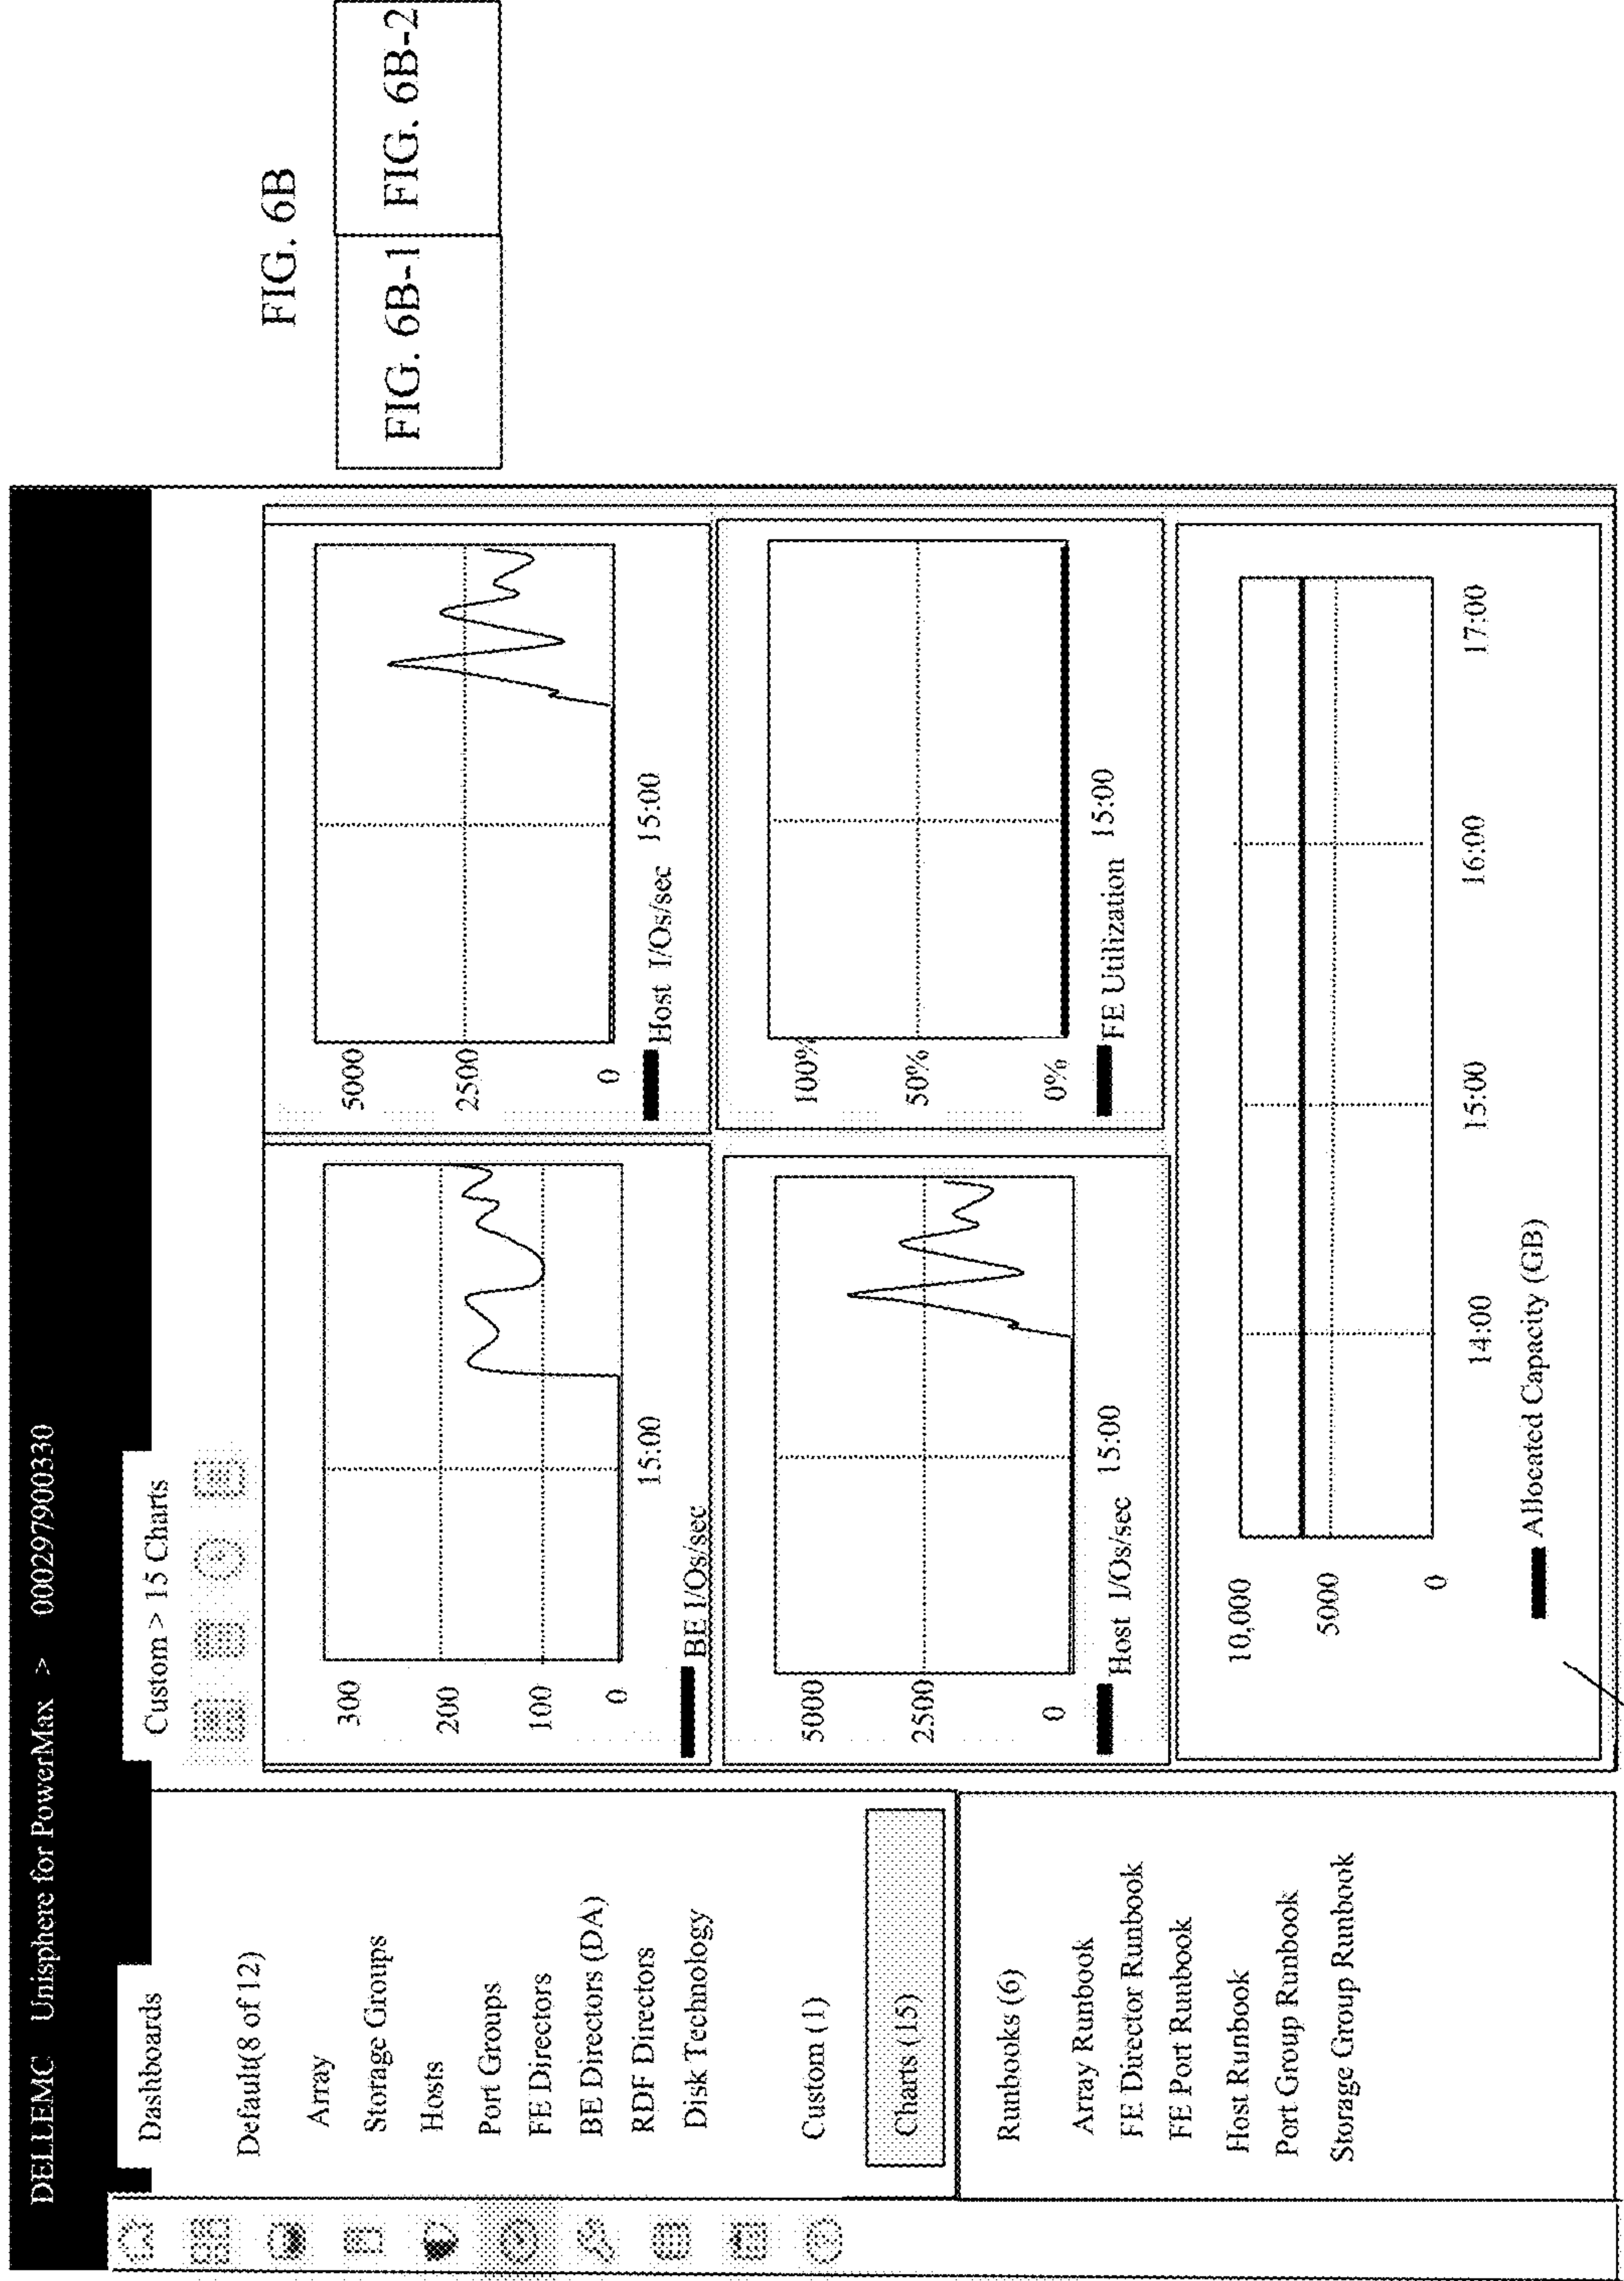 DELLEMC Unisphere for PowerMax > 000297900330
Dashboards
Default(8 of 12)
Array
Storage Groups
Hosts
Port Groups
FE Directors
BE Directors (DA)
RDF Directors
Disk Technology
Custom (1)
Charts (15)
Runbooks (6)
Array Runbook
FE Director Runbook
FE Port Runbook
Host Runbook
Port Group Runbook
Storage Group Runbook
Custom > 15 Charts
300
200
100
0
15:00
BE I/Os/sec
5000
2500
0
15:00
Host I/Os/sec
5000
2500
0
Host I/Os/sec 15:00
100%
50%
0%
FE Utilization 15:00
10,000
5000
0
14:00 15:00 16:00 17:00
Allocated Capacity (GB)
FIG. 6B
FIG. 6B-1 FIG. 6B-2